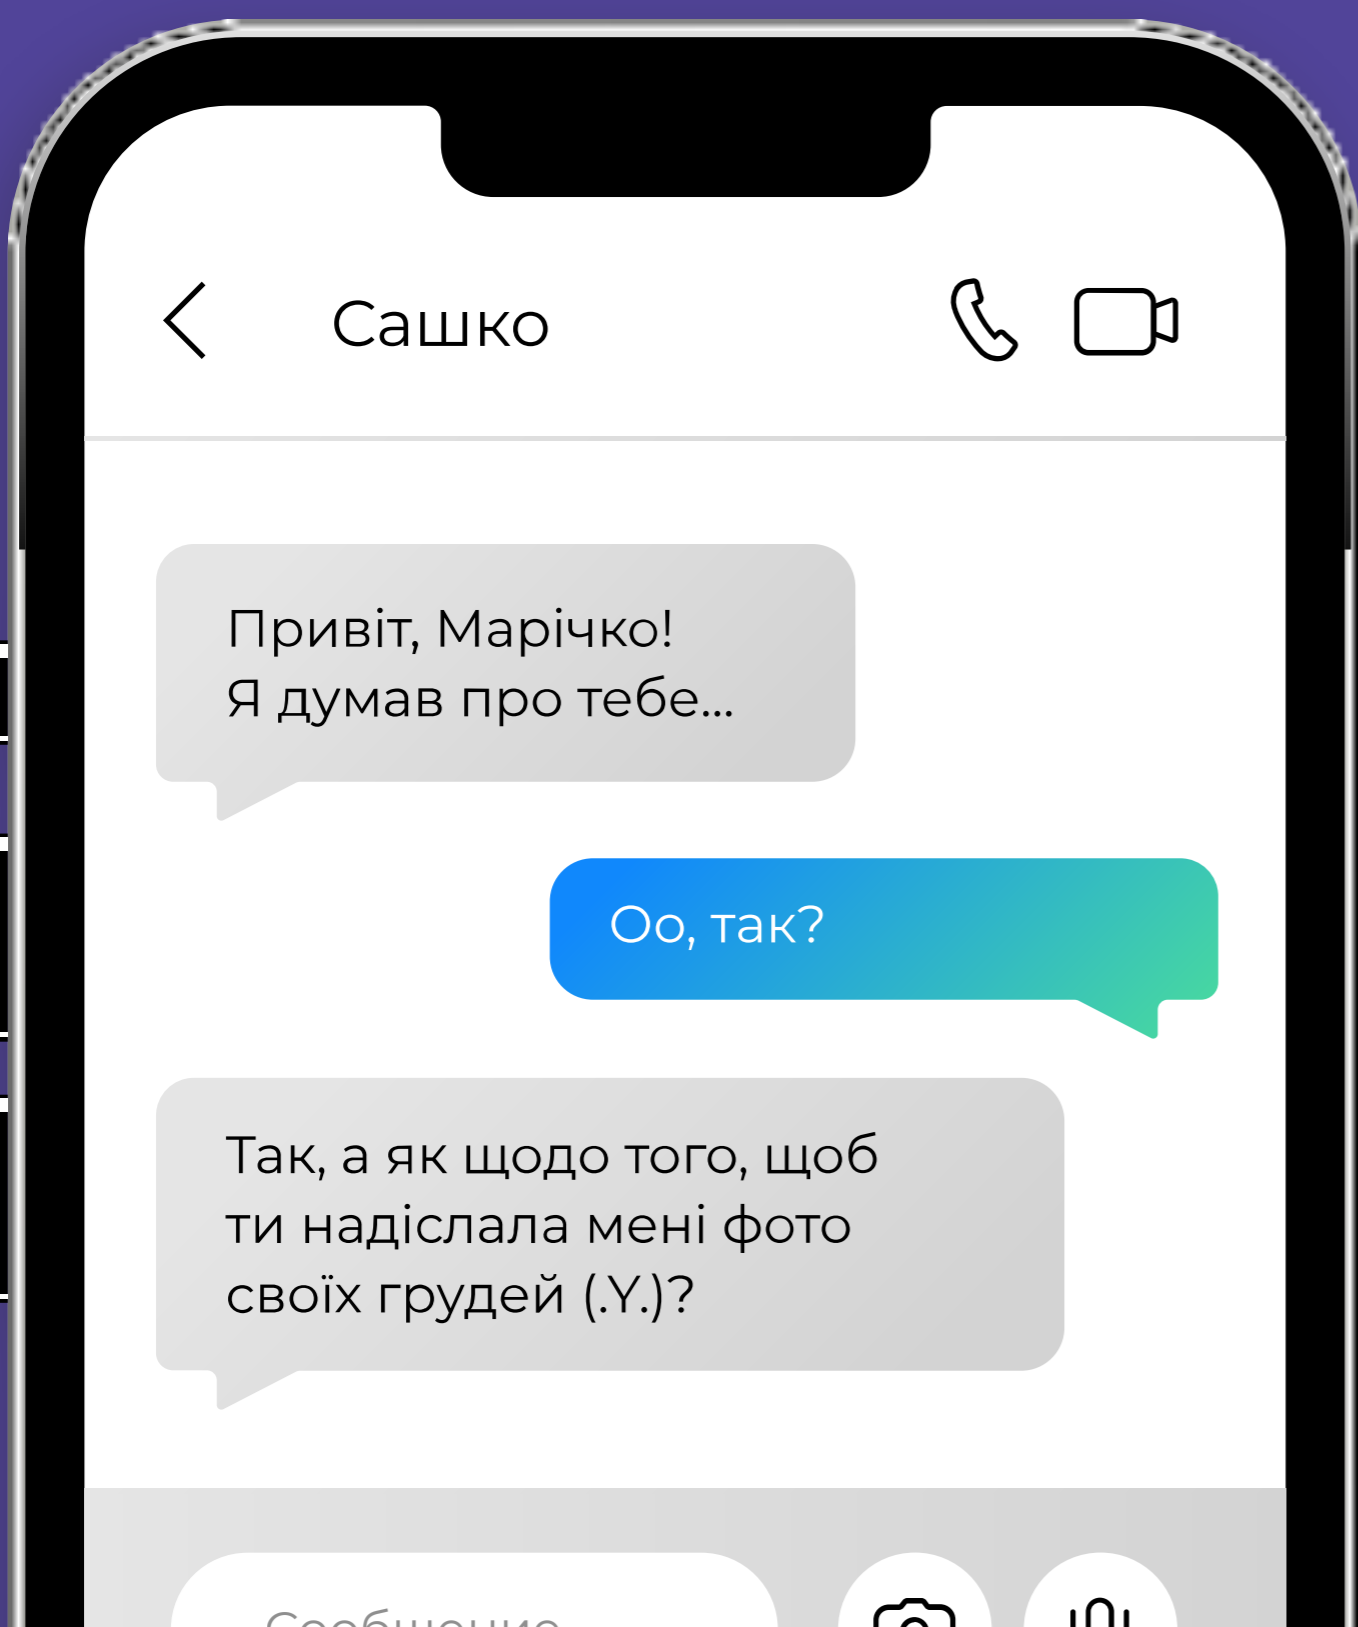 Сашко
Привіт, Марічко!
Я думав про тебе...
Оо, так?
Так, а як щодо того, щоб
ти надіслала мені фото
своїх грудей (.Y.)?
Сообщение